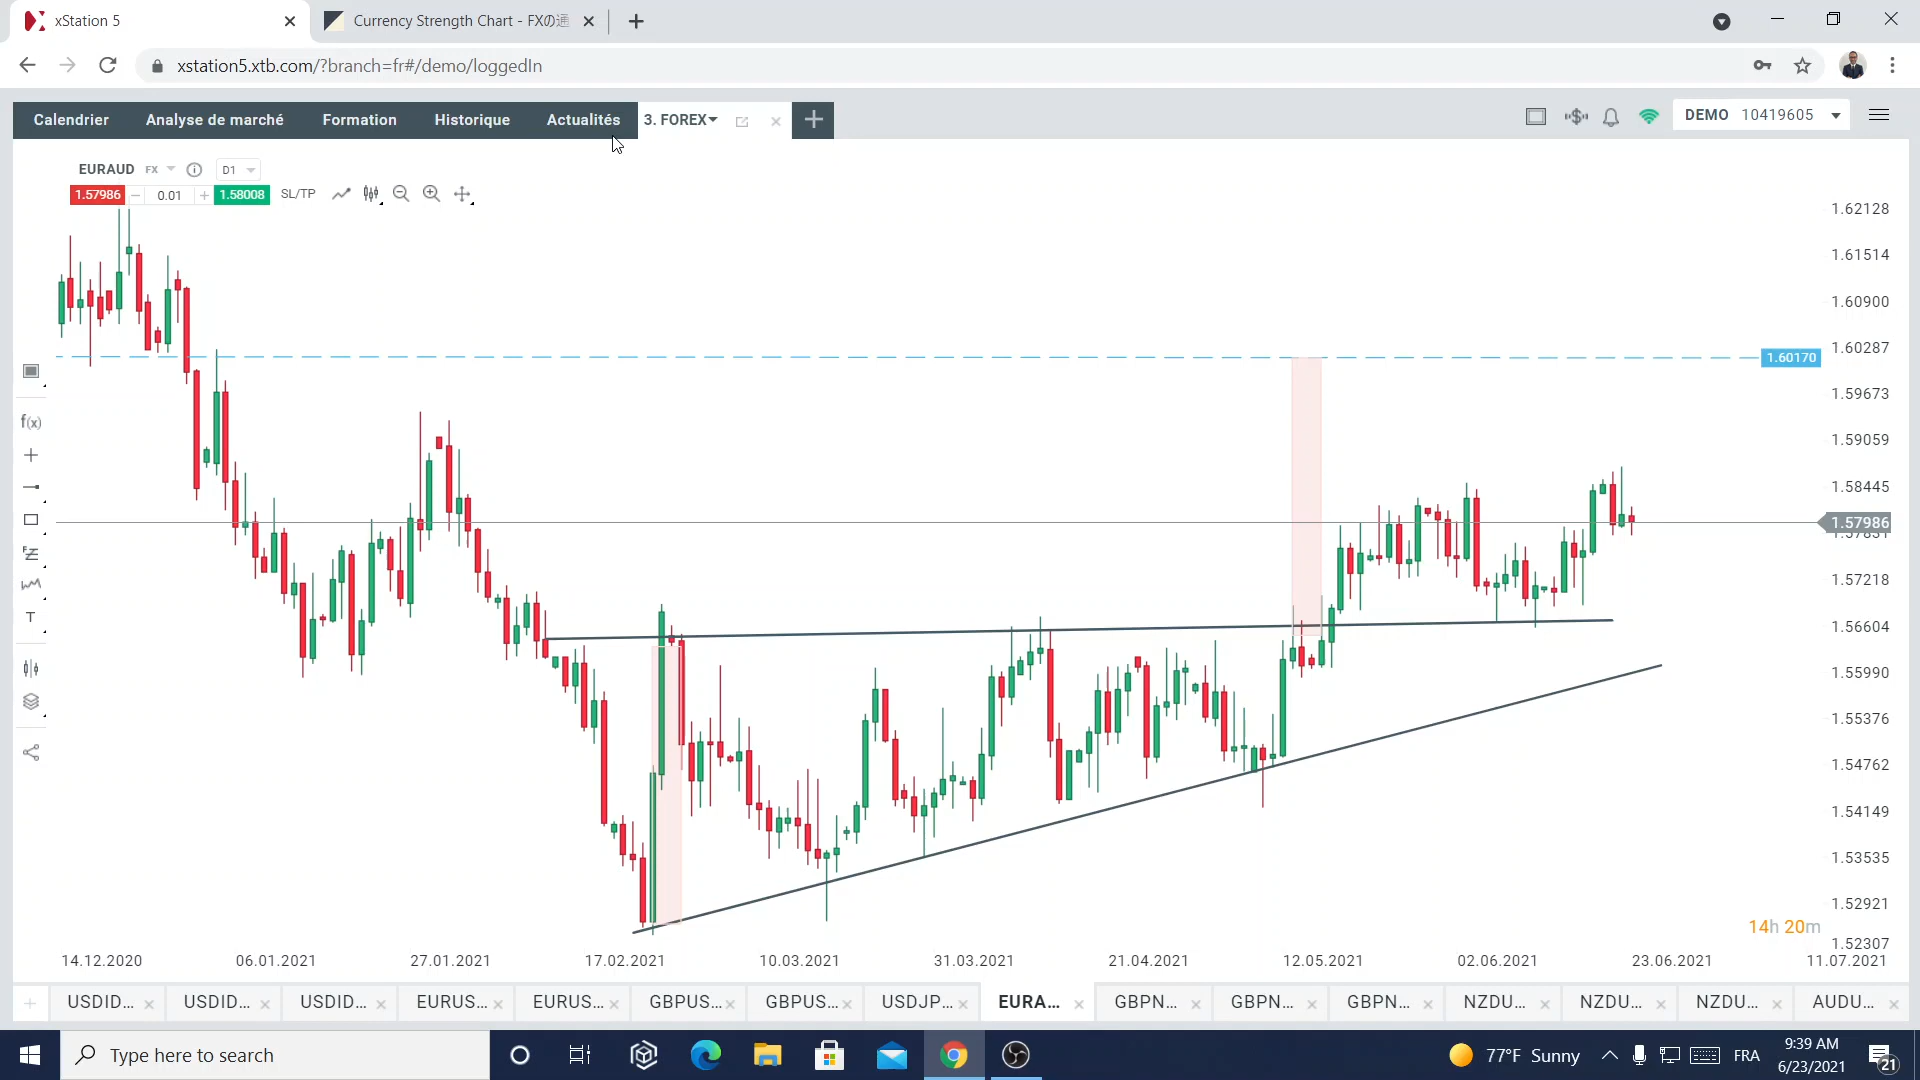 xStation 5
Currency Strength Chart - FXの通
xstation5.xtb.com/?branch=fr#/demo/loggedIn
Calendrier Analyse de marché Formation Historique Actualités 3. FOREX
DEMO 10419605
EURAUD FX D1
1.57986 0.01 1.58008 SL/TP
1.62128
1.61514
1.60900
1.60287
1.60170
1.59673
1.59059
1.58445
1.57986
1.57831
1.57218
1.56604
1.55990
1.55376
1.54762
1.54149
1.53535
1.52921
1.52307
f(x)
T
14h 20m
14.12.2020 06.01.2021 27.01.2021 17.02.2021 10.03.2021 31.03.2021 21.04.2021 12.05.2021 02.06.2021 23.06.2021 11.07.2021
USDID... USDID... USDID... EURUS... EURUS... GBPUS... GBPUS... USDJP... EURA... GBPN... GBPN... GBPN... NZDU... NZDU... NZDU... AUDU...
Type here to search
77°F Sunny
FRA
9:39 AM
6/23/2021
21